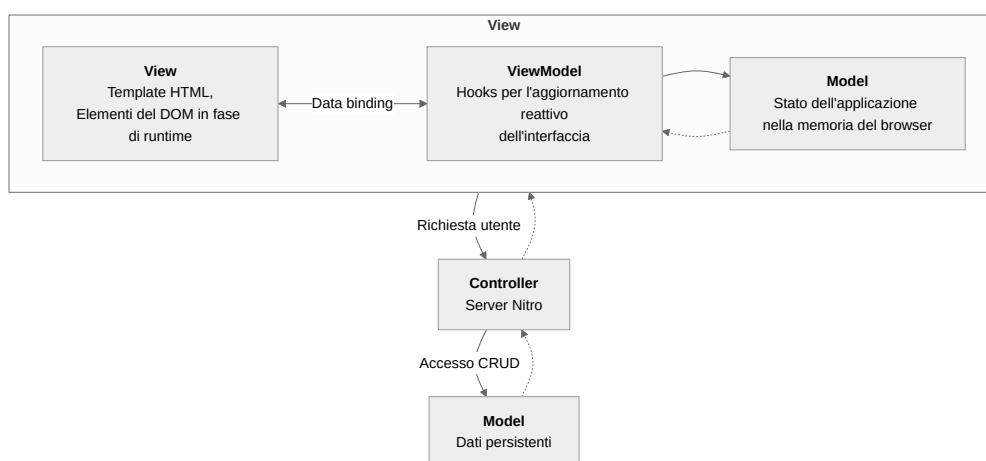 View
View
Template HTML,
Elementi del DOM in fase
di runtime
Data binding
ViewModel
Hooks per l'aggiornamento
reattivo
dell'interfaccia
Model
Stato dell'applicazione
nella memoria del browser
Richiesta utente
Controller
Server Nitro
Accesso CRUD
Model
Dati persistenti